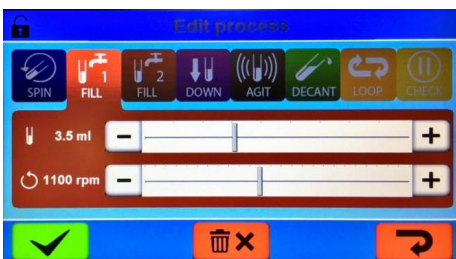 Edit process
SPIN
1 FILL
2 FILL
DOWN
AGIT
DECANT
LOOP
CHECK
3.5 ml − +
1100 rpm − +